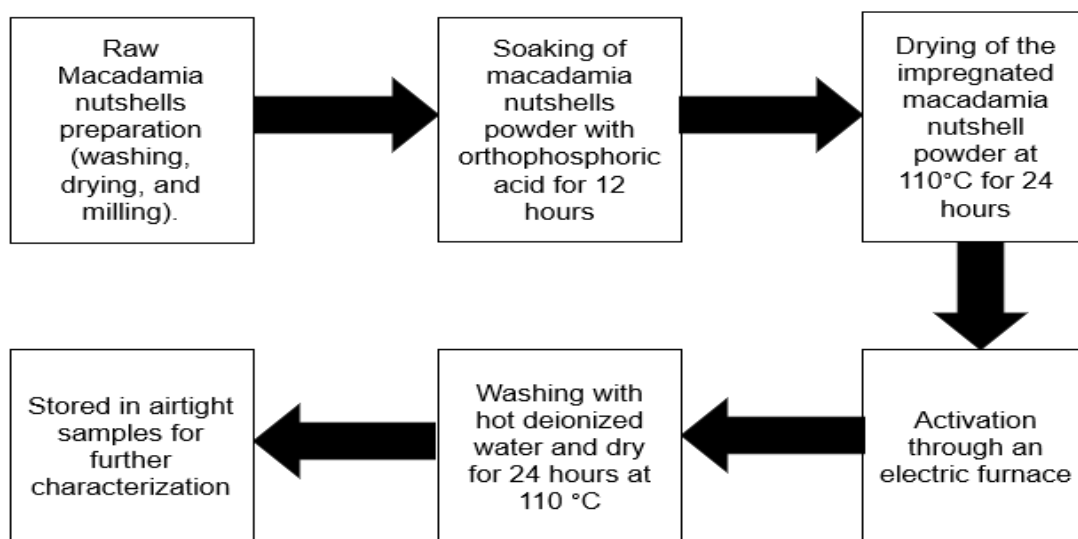 Raw
Macadamia
nutshells
preparation
(washing,
drying, and
milling).
Soaking of
macadamia
nutshells
powder with
orthophosphoric
acid for 12
hours
Drying of the
impregnated
macadamia
nutshell
powder at
110°C for 24
hours
Activation
through an
electric furnace
Washing with
hot deionized
water and dry
for 24 hours at
110 °C
Stored in airtight
samples for
further
characterization